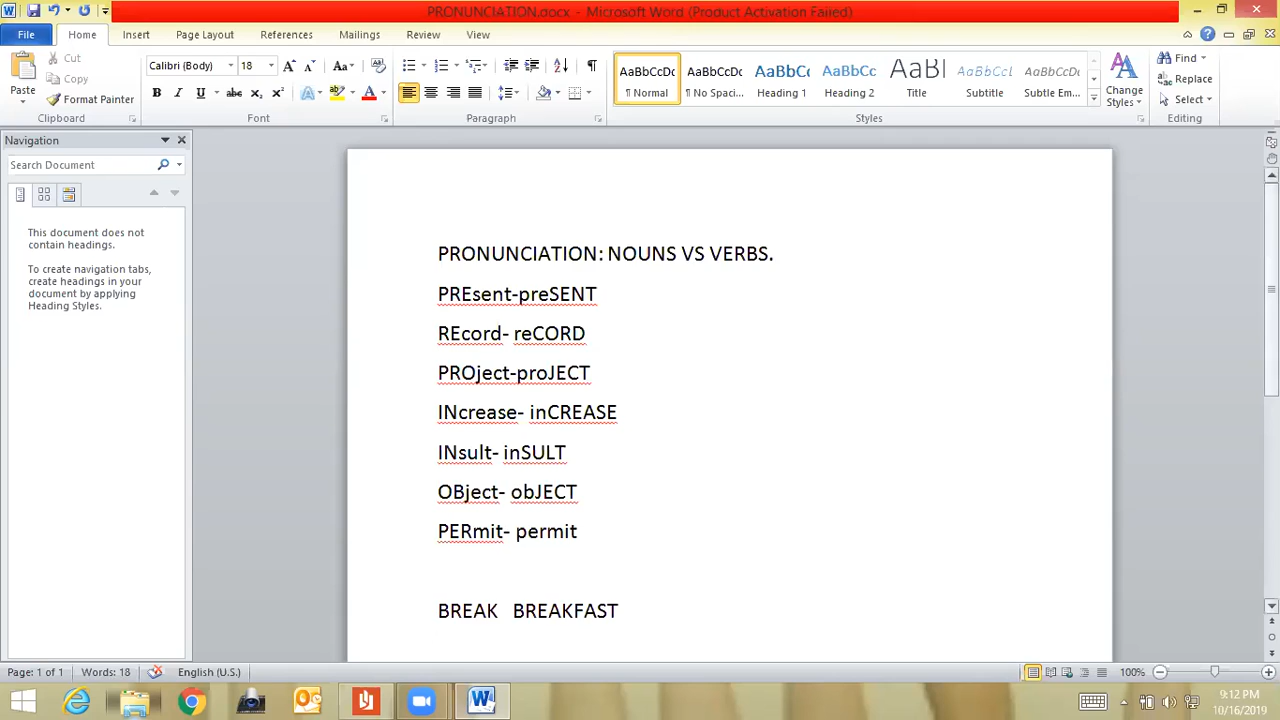 PRONUNCIATION.docx - Microsoft Word (Product Activation Failed)
File Home Insert Page Layout References Mailings Review View
Paste
Cut
Copy
Format Painter
Clipboard
Calibri (Body) 18
Font
Paragraph
AaBbCcDc AaBbCcDc AaBbCc AaBbCc AaBl AaBbCcDc AaBbCcDc
¶ Normal ¶ No Spaci... Heading 1 Heading 2 Title Subtitle Subtle Em...
Change Styles
Styles
Find
Replace
Select
Editing
Navigation
Search Document
This document does not
contain headings.
To create navigation tabs,
create headings in your
document by applying
Heading Styles.
PRONUNCIATION: NOUNS VS VERBS.
PREsent-preSENT
REcord- reCORD
PROject-proJECT
INcrease- inCREASE
INsult- inSULT
OBject- obJECT
PERmit- permit
BREAK BREAKFAST
Page: 1 of 1 Words: 18 English (U.S.) 100%
9:12 PM
10/16/2019